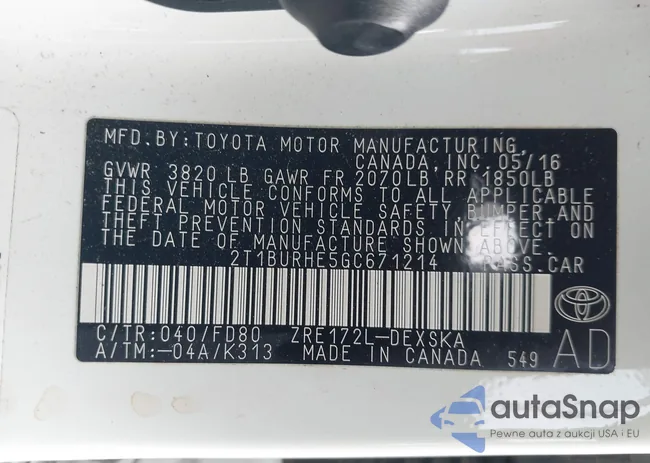 MFD. BY: TOYOTA MOTOR MANUFACTURING,
CANADA, INC. 05/16
GVWR 3820 LB GAWR FR 2070LB RR 1850LB
THIS VEHICLE CONFORMS TO ALL APPLICABLE
FEDERAL MOTOR VEHICLE SAFETY, BUMPER, AND
THEFT PREVENTION STANDARDS IN EFFECT ON
THE DATE OF MANUFACTURE SHOWN ABOVE.
2T1BURHE5GC671214 PASS.CAR
C/TR:040/FD80 ZRE172L-DEXSKA
A/TM:-04A/K313 MADE IN CANADA 549 AD
autaSnap
Pewne auta z aukcji USA i EU